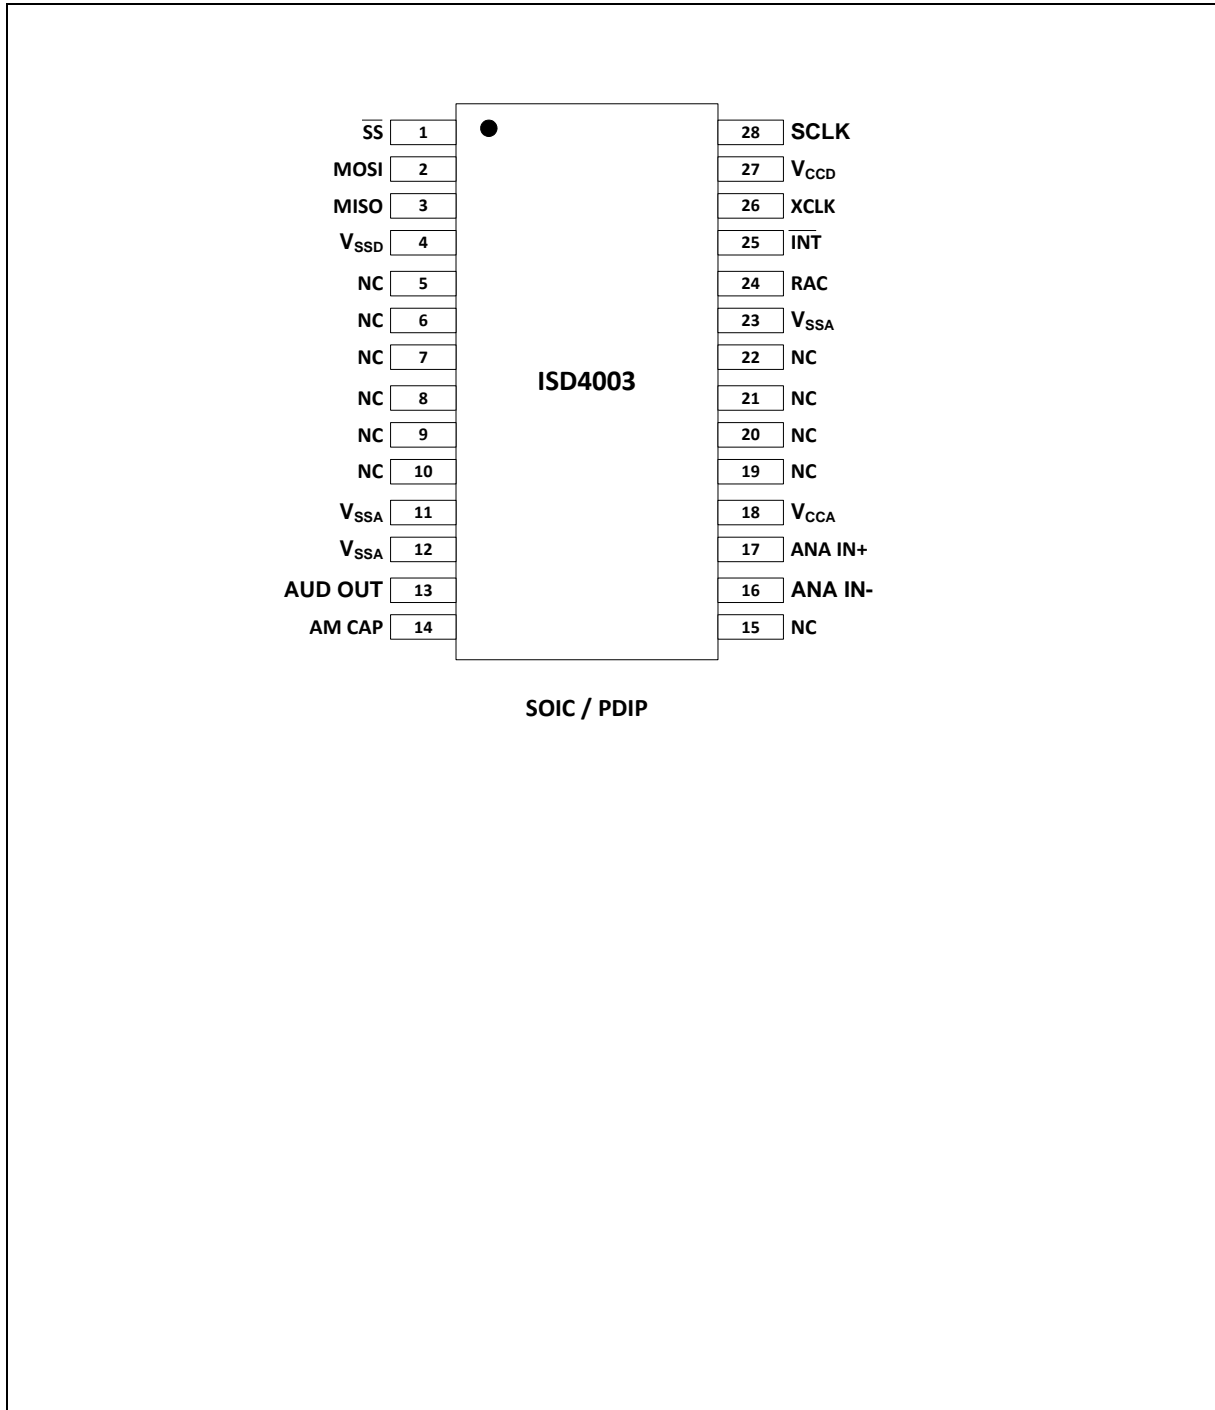 S̅S̅ 1 28 SCLK
MOSI 2 27 VCCD
MISO 3 26 XCLK
VSSD 4 25 I̅N̅T̅
NC 5 24 RAC
NC 6 23 VSSA
NC 7 22 NC
ISD4003
NC 8 21 NC
NC 9 20 NC
NC 10 19 NC
VSSA 11 18 VCCA
VSSA 12 17 ANA IN+
AUD OUT 13 16 ANA IN-
AM CAP 14 15 NC
SOIC / PDIP